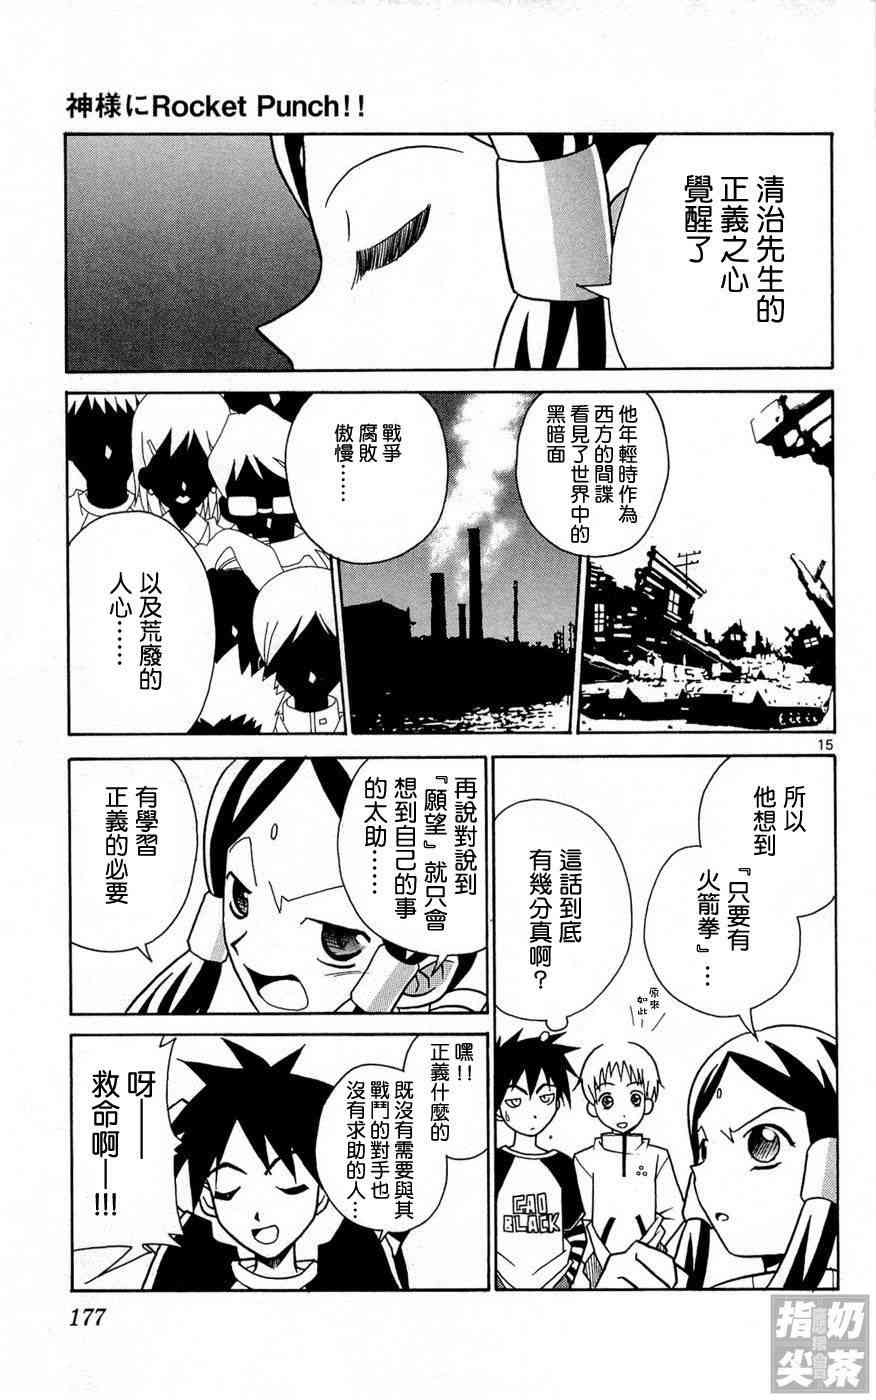 神様にRocket Punch!!
清治先生的
正義之心
覺醒了
他年輕時作為
西方的間諜
看見了世界中的
黑暗面
戰爭
腐敗
傲慢……
以及荒廢的
人心……
15
所以
他想到
『只要有
火箭拳』…
這話到底
有幾分真啊？
原來
如此～
GAO
BLACK
再說對說到
『願望』就只會
想到自己的事
的太助……
有學習
正義的必要
嘿!!
正義什麼的
既沒有需要與其
戰鬥的對手也
沒有求助的人…
呀——
救命啊—!!!
177
指奶
尖茶